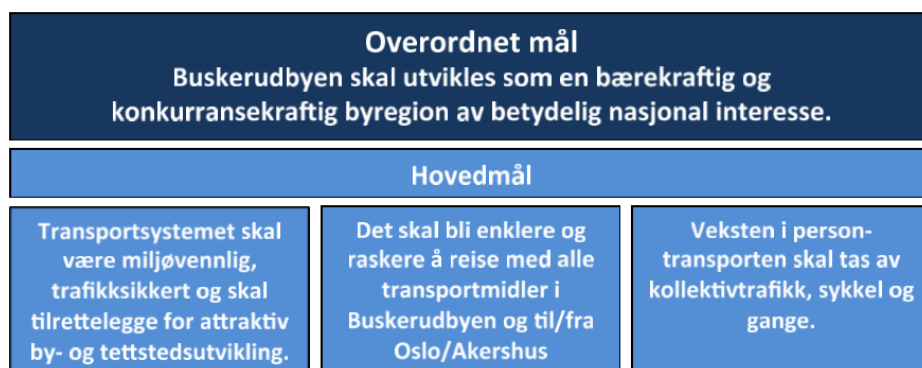 Overordnet mål
Buskerudbyen skal utvikles som en bærekraftig og
konkurransekraftig byregion av betydelig nasjonal interesse.
Hovedmål
Transportsystemet skal
være miljøvennlig,
trafikksikkert og skal
tilrettelegge for attraktiv
by- og tettstedsutvikling.
Det skal bli enklere og
raskere å reise med alle
transportmidler i
Buskerudbyen og til/fra
Oslo/Akershus
Veksten i person-
transporten skal tas av
kollektivtrafikk, sykkel og
gange.